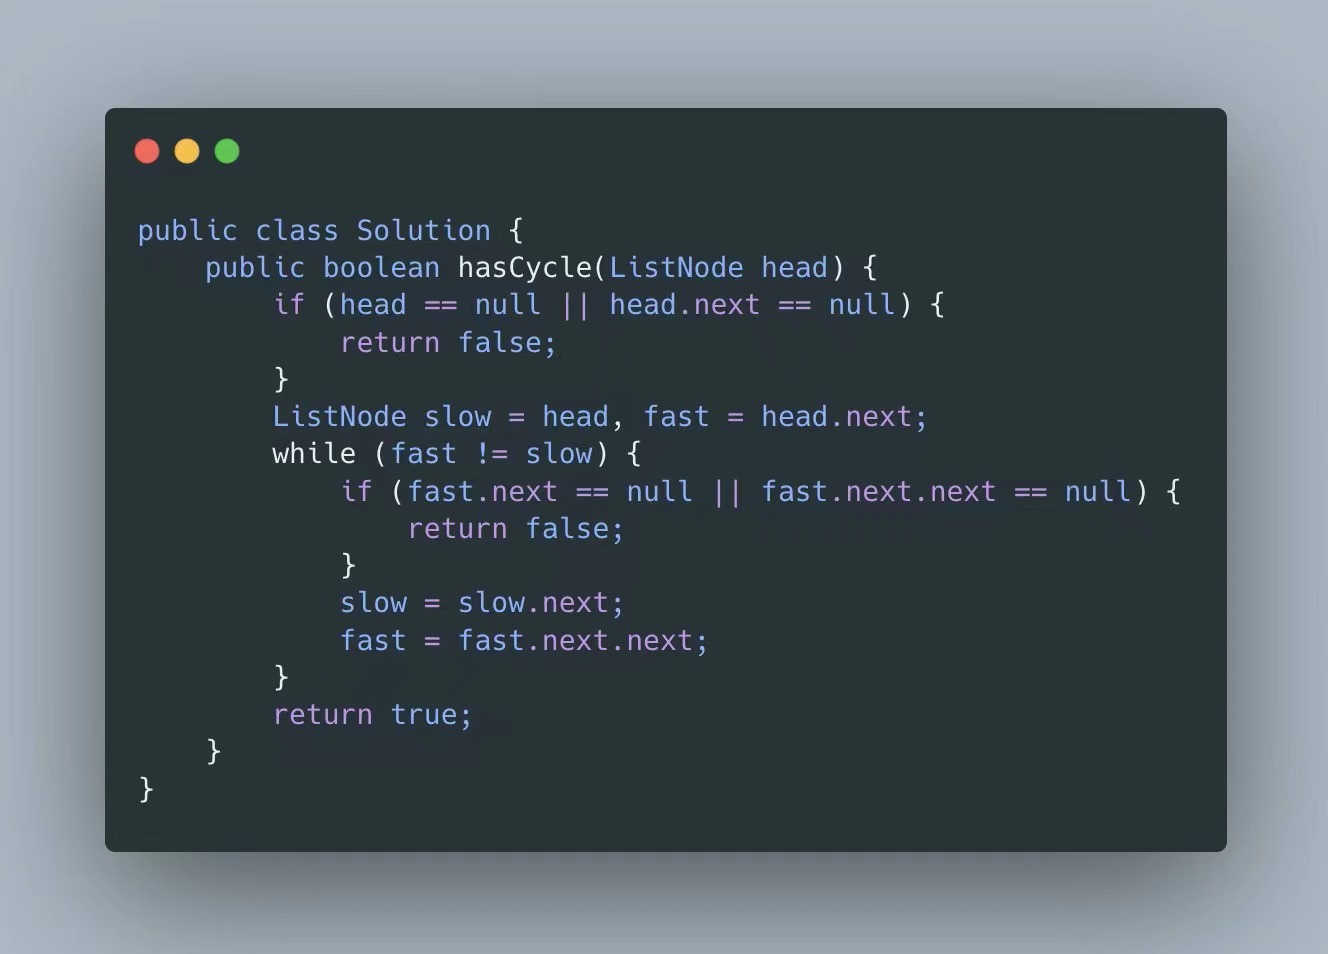 public class Solution {
    public boolean hasCycle(ListNode head) {
        if (head == null || head.next == null) {
            return false;
        }
        ListNode slow = head, fast = head.next;
        while (fast != slow) {
            if (fast.next == null || fast.next.next == null) {
                return false;
            }
            slow = slow.next;
            fast = fast.next.next;
        }
        return true;
    }
}